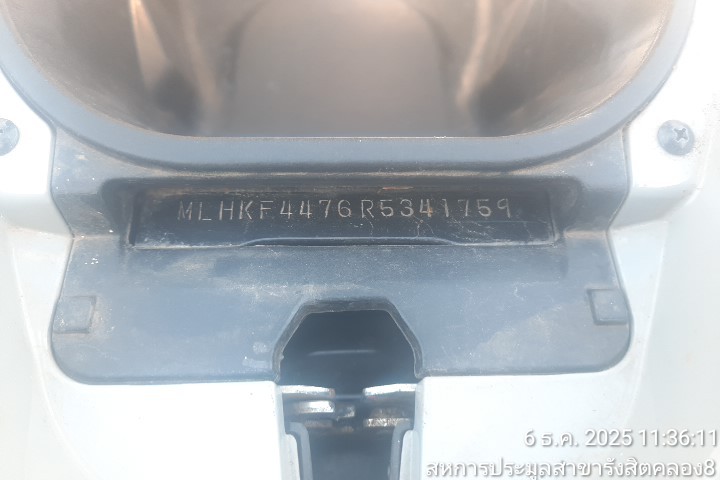 MLHKF4476R5341759
6 ธ.ค. 2025 11:36:11
สหการประมูลสาขารังสิตคลอง8